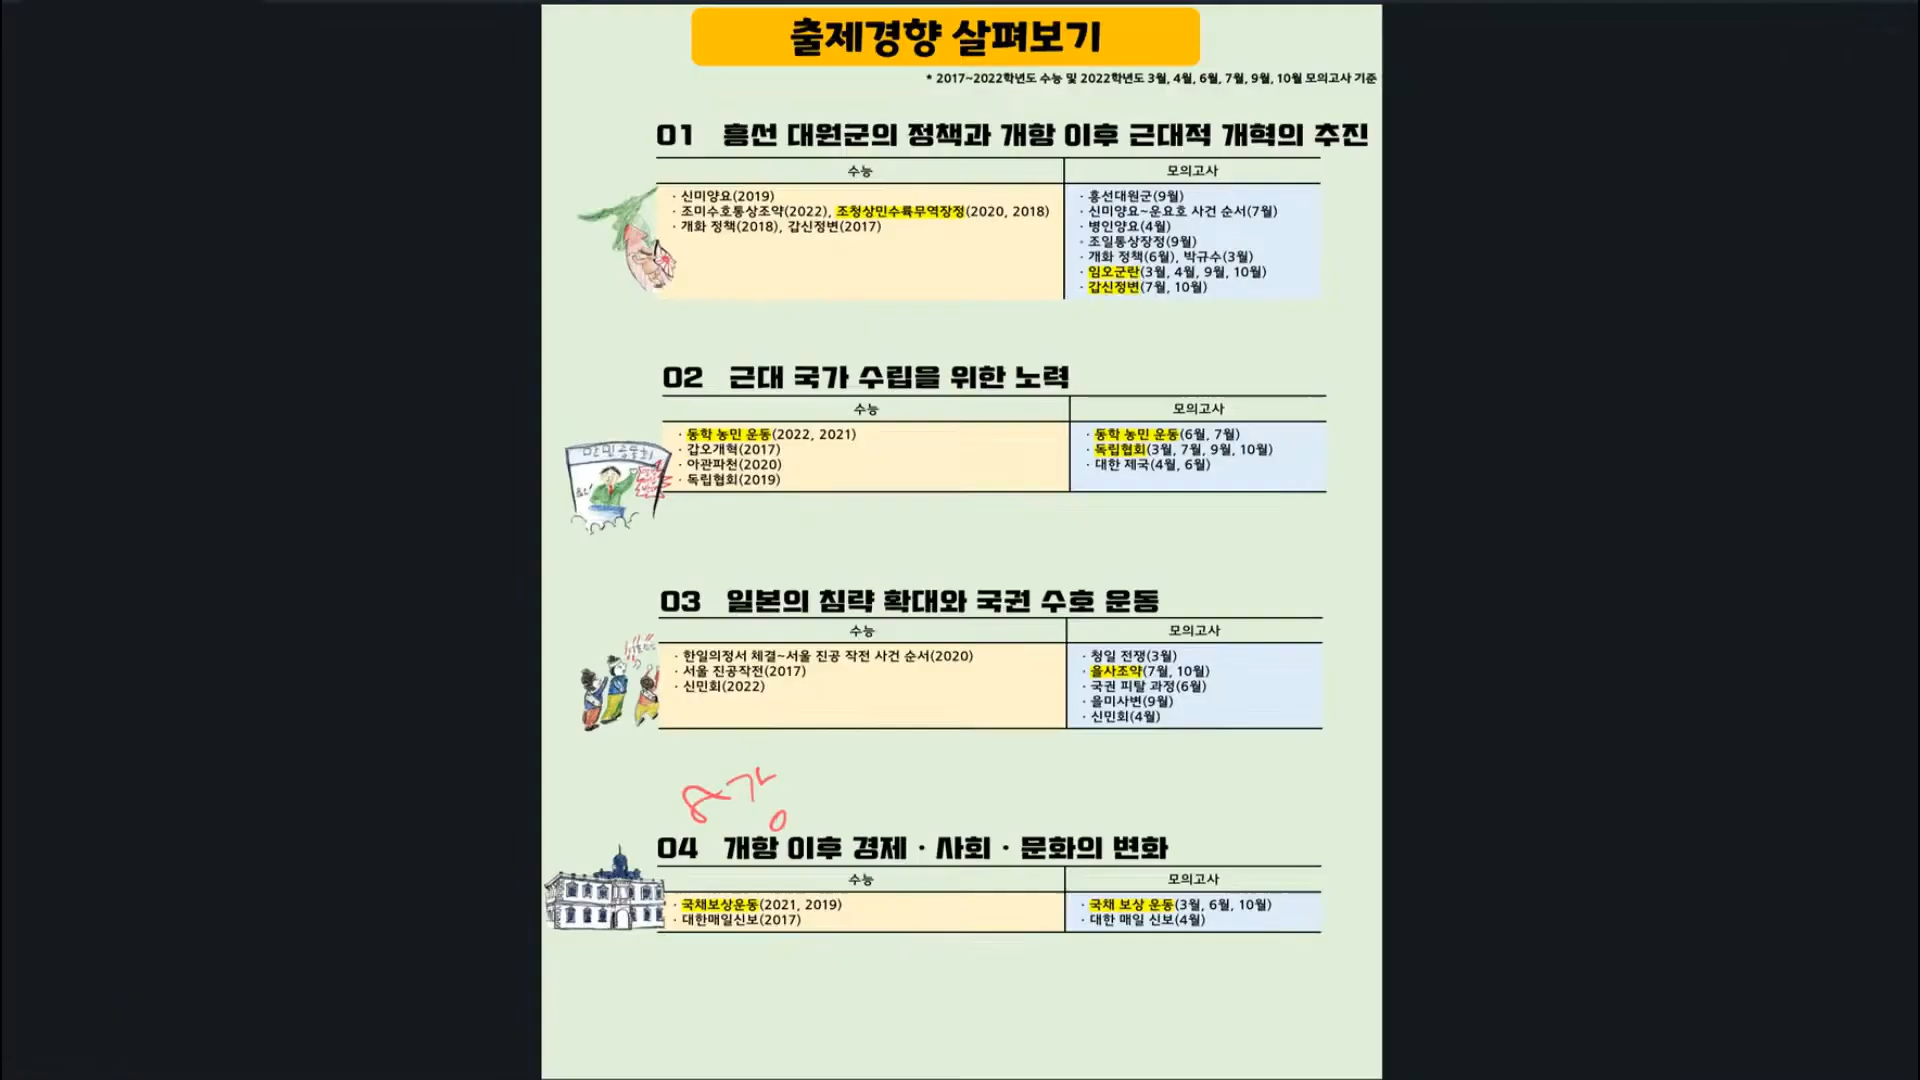 출제경향 살펴보기
* 2017~2022학년도 수능 및 2022학년도 3월, 4월, 6월, 7월, 9월, 10월 모의고사 기준
01 흥선 대원군의 정책과 개항 이후 근대적 개혁의 추진
수능
· 신미양요(2019)
· 조미수호통상조약(2022), 조청상민수륙무역장정(2020, 2018)
· 개화 정책(2018), 갑신정변(2017)
모의고사
· 흥선대원군(9월)
· 신미양요~운요호 사건 순서(7월)
· 병인양요(4월)
· 조일통상장정(9월)
· 개화 정책(6월), 박규수(3월)
· 임오군란(3월, 4월, 9월, 10월)
· 갑신정변(7월, 10월)
02 근대 국가 수립을 위한 노력
수능
· 동학 농민 운동(2022, 2021)
· 갑오개혁(2017)
· 아관파천(2020)
· 독립협회(2019)
모의고사
· 동학 농민 운동(6월, 7월)
· 독립협회(3월, 7월, 9월, 10월)
· 대한 제국(4월, 6월)
만민공동회
03 일본의 침략 확대와 국권 수호 운동
수능
· 한일의정서 체결~서울 진공 작전 사건 순서(2020)
· 서울 진공작전(2017)
· 신민회(2022)
모의고사
· 청일 전쟁(3월)
· 을사조약(7월, 10월)
· 국권 피탈 과정(6월)
· 을미사변(9월)
· 신민회(4월)
04 개항 이후 경제 · 사회 · 문화의 변화
수능
· 국채보상운동(2021, 2019)
· 대한매일신보(2017)
모의고사
· 국채 보상 운동(3월, 6월, 10월)
· 대한 매일 신보(4월)